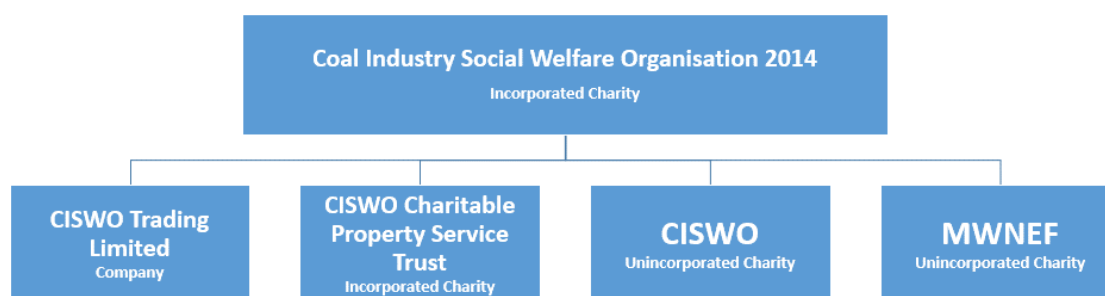 Coal Industry Social Welfare Organisation 2014
Incorporated Charity
CISWO Trading
Limited
Company
CISWO Charitable
Property Service
Trust
Incorporated Charity
CISWO
Unincorporated Charity
MWNEF
Unincorporated Charity